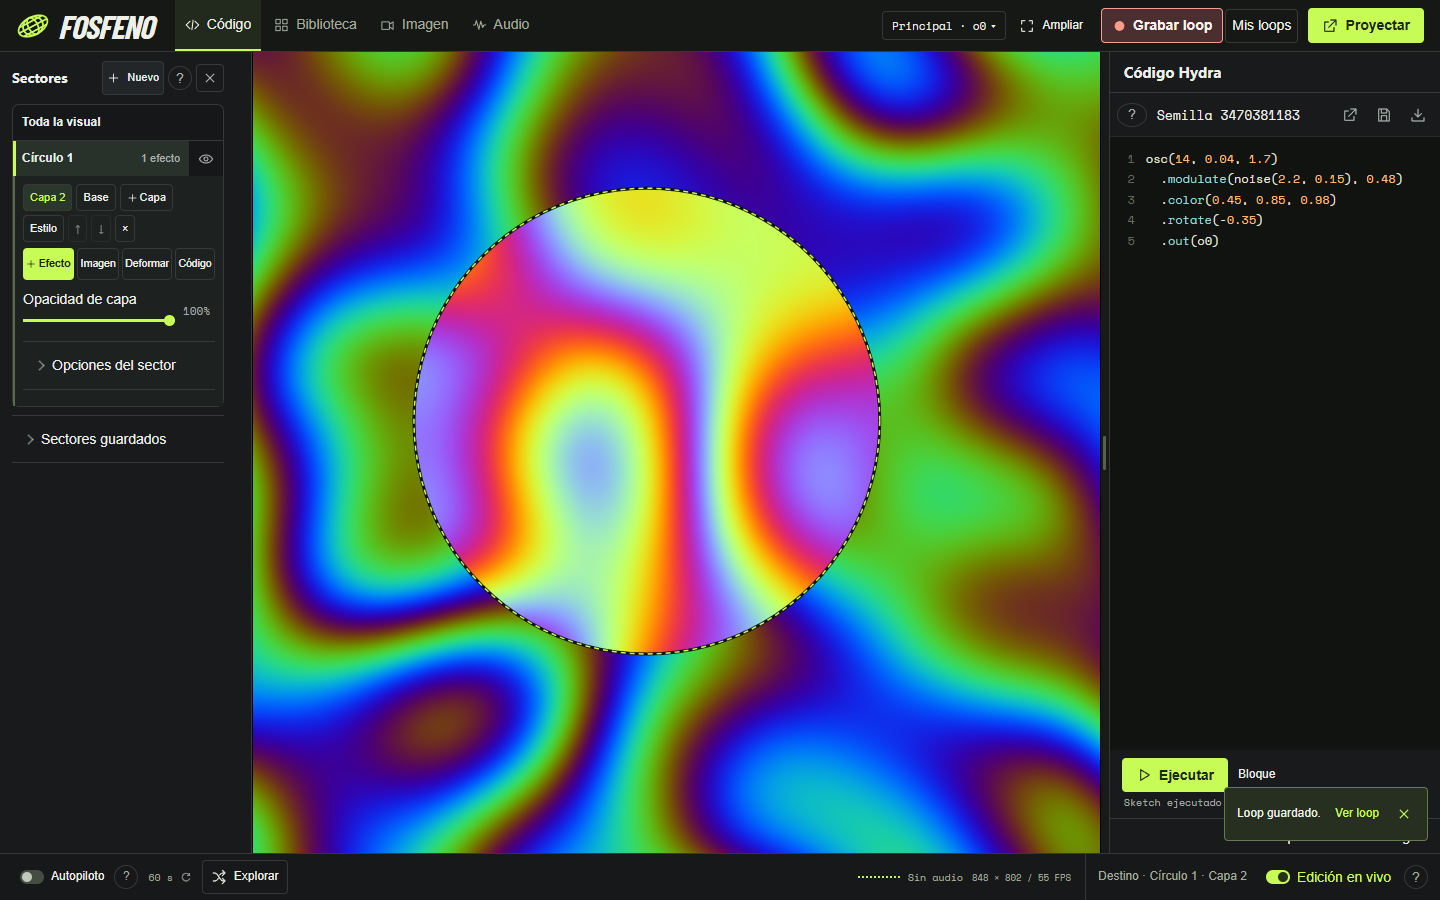 FOSFENO
Código
Biblioteca
Imagen
Audio
Principal · o0
Ampliar
Grabar loop
Mis loops
Proyectar
Sectores
+ Nuevo
?
Toda la visual
Círculo 1
1 efecto
Capa 2
Base
+ Capa
Estilo
↑
↓
×
+ Efecto
Imagen
Deformar
Código
Opacidad de capa
100%
Opciones del sector
Sectores guardados
Código Hydra
?
Semilla 3470381183
1 osc(14, 0.04, 1.7)
2 .modulate(noise(2.2, 0.15), 0.48)
3 .color(0.45, 0.85, 0.98)
4 .rotate(-0.35)
5 .out(o0)
Ejecutar
Bloque
Sketch ejecutado
Loop guardado.
Ver loop
Autopiloto
?
60 s
Explorar
Sin audio
848 × 802 / 55 FPS
Destino · Círculo 1 · Capa 2
Edición en vivo
?